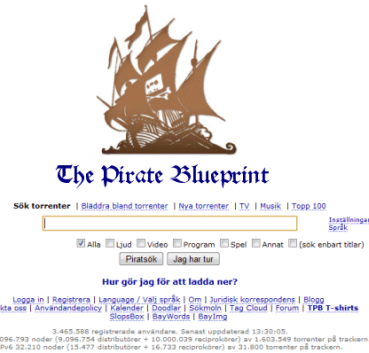 The Pirate Blueprint
Sök torrenter | Bläddra bland torrenter | Nya torrenter | TV | Musik | Topp 100
Inställningar
Språk
Alla Ljud Video Program Spel Annat (sök enbart titlar)
Piratsök Jag har tur
Hur gör jag för att ladda ner?
Logga in | Registrera | Language / Välj språk | Om | Juridisk korrespondens | Blogg
kta oss | Användandepolicy | Kalender | Doodler | Sökmoln | Tag Cloud | Forum | TPB T-shirts
SlopsBox | BayWords | BayImg
3.465.588 registrerade användare. Senast uppdaterad 13:30:05.
096.793 noder (9.096.754 distributörer + 10.000.039 reciprokörer) av 1.603.549 torrenter på trackern
Pv6 32.210 noder (15.477 distributörer + 16.733 reciprokörer) av 31.800 torrenter på trackern.